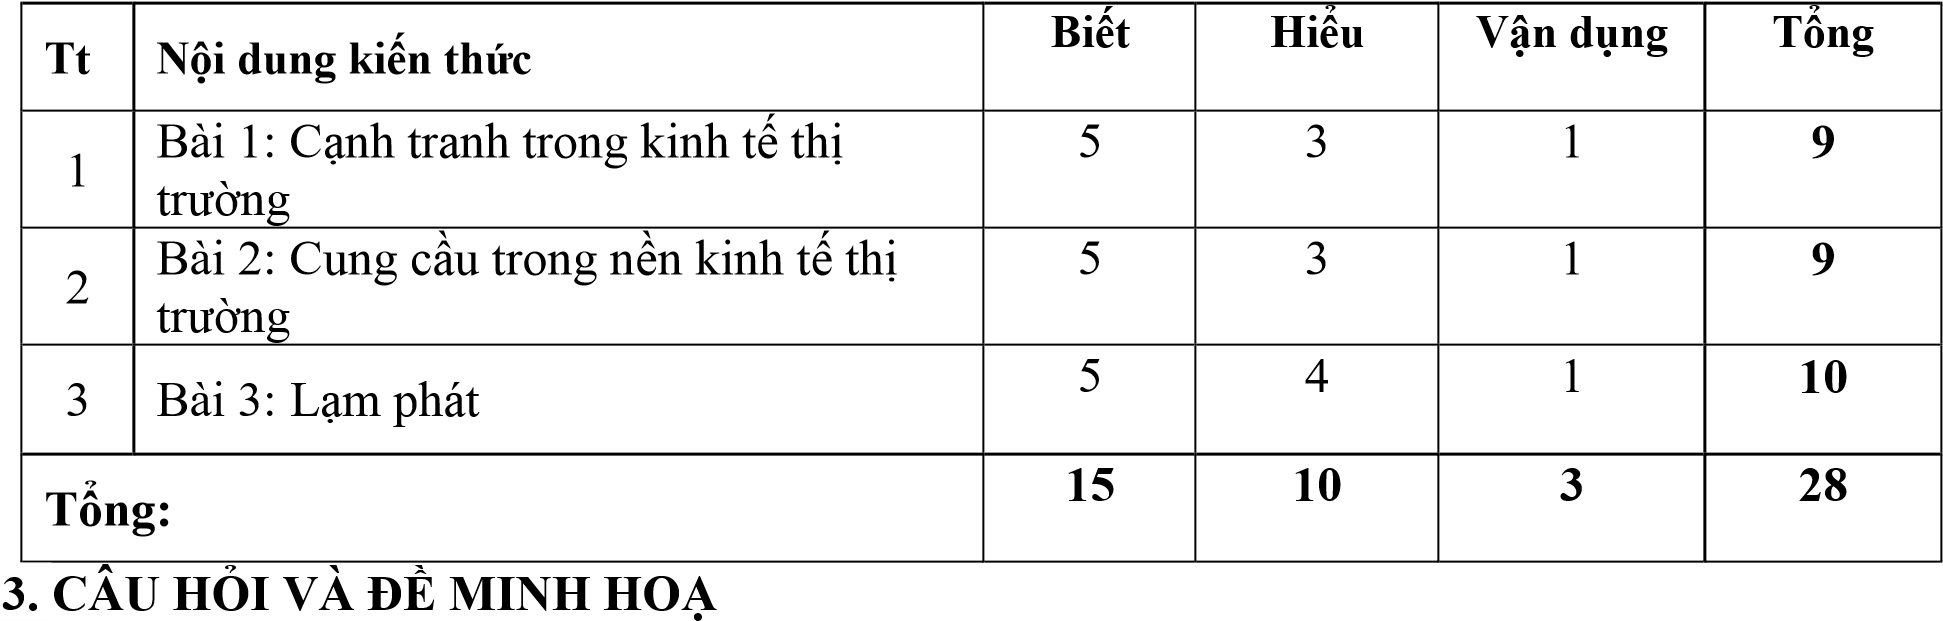 Tt Nội dung kiến thức Biết Hiểu Vận dụng Tổng
1 Bài 1: Cạnh tranh trong kinh tế thị 5 3 1 9
trường
2 Bài 2: Cung cầu trong nền kinh tế thị 5 3 1 9
trường
3 Bài 3: Lạm phát 5 4 1 10
Tổng: 15 10 3 28
3. CÂU HỎI VÀ ĐỀ MINH HOẠ